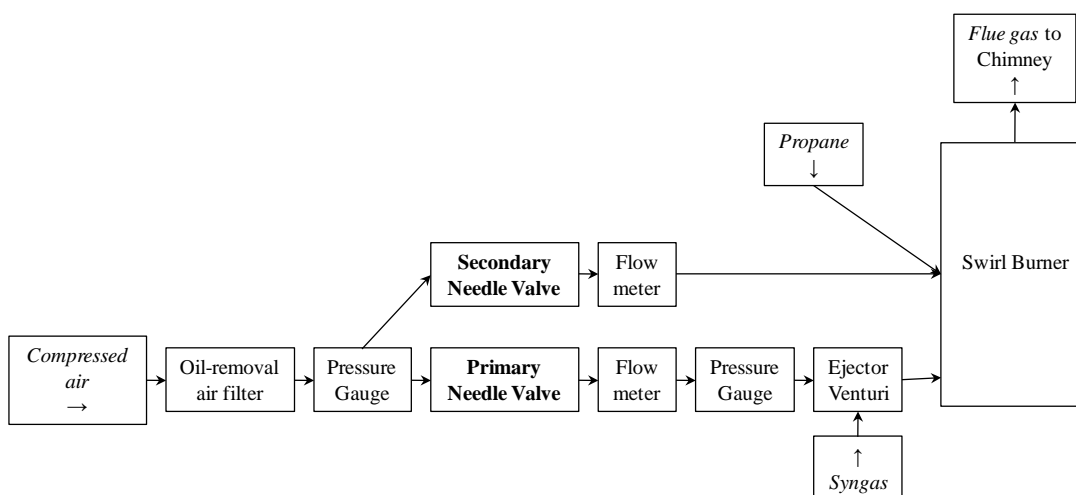 Flue gas to
Chimney
↑
Propane
↓
Swirl Burner
Secondary
Needle Valve
Flow
meter
Compressed
air
→
Oil-removal
air filter
Pressure
Gauge
Primary
Needle Valve
Flow
meter
Pressure
Gauge
Ejector
Venturi
↑
Syngas